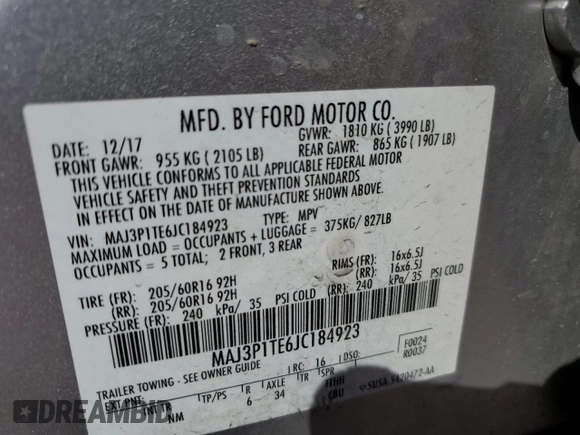 MFD. BY FORD MOTOR CO.
DATE: 12/17 GVWR: 1810 KG ( 3990 LB)
FRONT GAWR: 955 KG ( 2105 LB) REAR GAWR: 865 KG ( 1907 LB)
THIS VEHICLE CONFORMS TO ALL APPLICABLE FEDERAL MOTOR
VEHICLE SAFETY AND THEFT PREVENTION STANDARDS
IN EFFECT ON THE DATE OF MANUFACTURE SHOWN ABOVE.
VIN: MAJ3P1TE6JC184923 TYPE: MPV
MAXIMUM LOAD = OCCUPANTS + LUGGAGE = 375KG/ 827LB
OCCUPANTS = 5 TOTAL; 2 FRONT, 3 REAR
TIRE (FR): 205/60R16 92H RIMS (FR): 16x6.5J
(RR): 205/60R16 92H (RR): 16x6.5J
PRESSURE (FR): 240 kPa/ 35 PSI COLD (RR): 240 kPa/ 35 PSI COLD
MAJ3P1TE6JC184923
TRAILER TOWING - SEE OWNER GUIDE RC: 16 DSO: F0024
R0037
EXT PNT: INT TR TP/PS R AXLE TR SPR
NM 6 34
DREAMBID